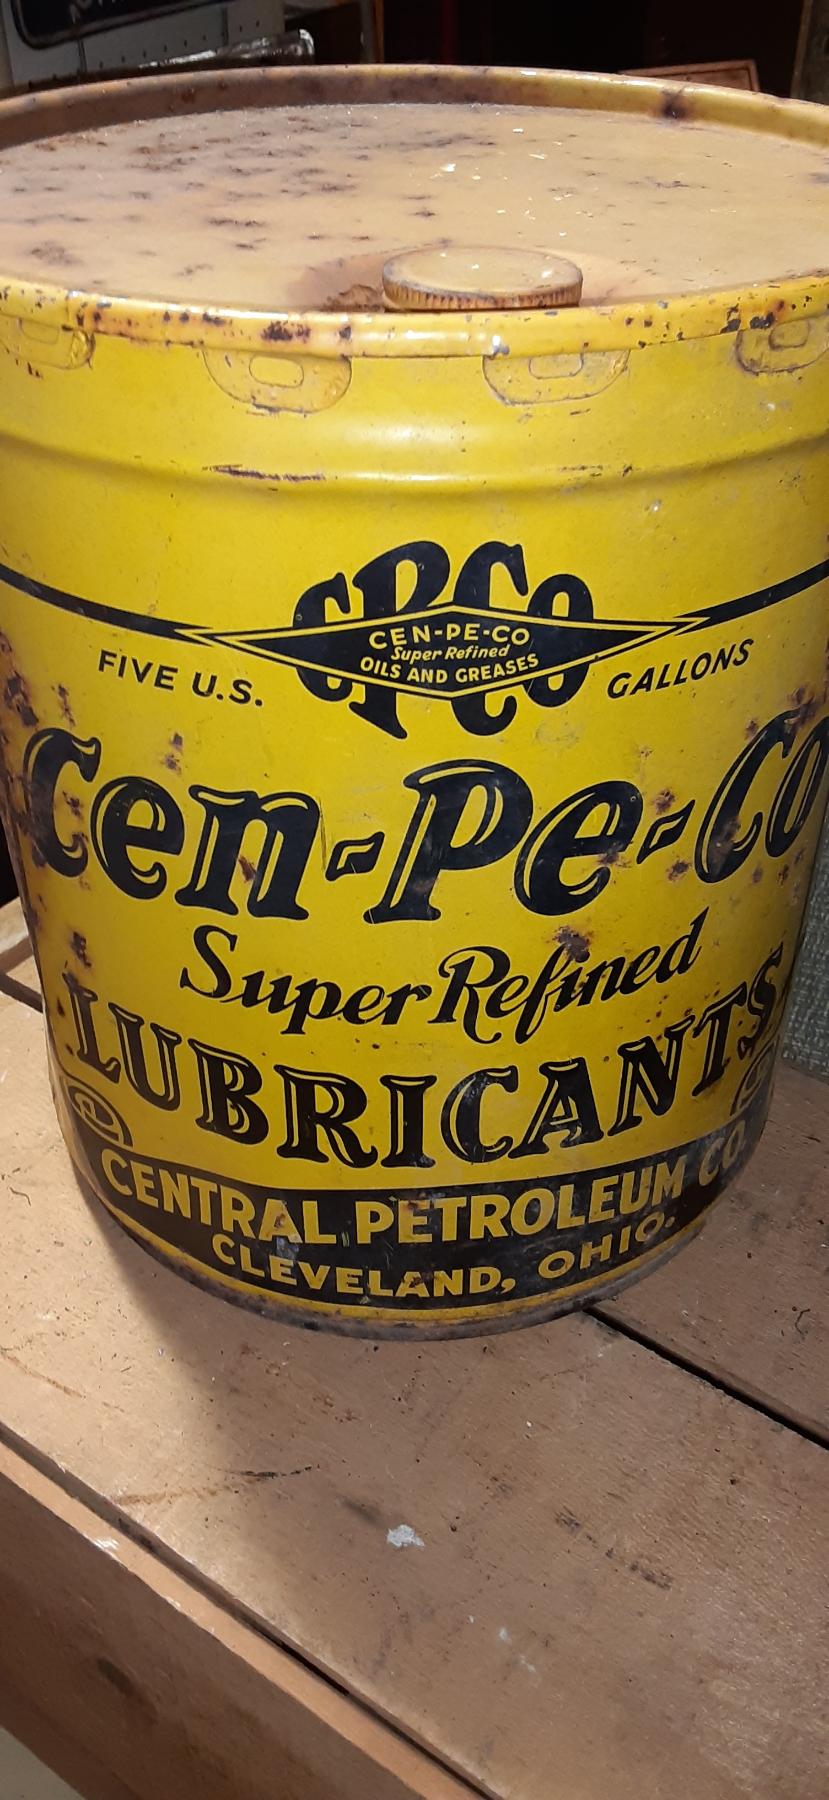 CPCO
CEN-PE-CO
Super Refined
OILS AND GREASES
FIVE U.S. GALLONS
Cen-Pe-Co
Super Refined
LUBRICANTS
CENTRAL PETROLEUM CO.
CLEVELAND, OHIO.